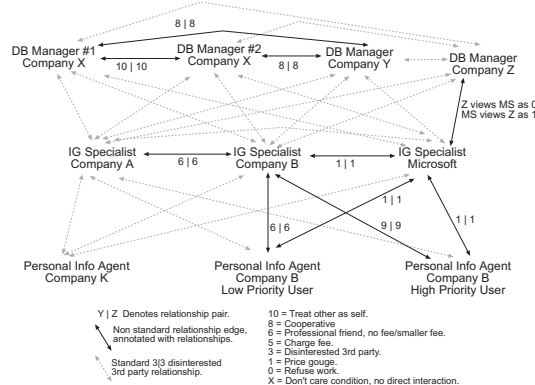 8 | 8
DB Manager #1
Company X
DB Manager #2
Company X
DB Manager
Company Y
DB Manager
Company Z
10 | 10
8 | 8
Z views MS as 0
MS views Z as 1
IG Specialist
Company A
IG Specialist
Company B
IG Specialist
Microsoft
6 | 6
1 | 1
1 | 1
6 | 6
9 | 9
1 | 1
Personal Info Agent
Company K
Personal Info Agent
Company B
Low Priority User
Personal Info Agent
Company B
High Priority User
Y | Z Denotes relationship pair.
Non standard relationship edge,
annotated with relationships.
Standard 3|3 disinterested
3rd party relationship.
10 = Treat other as self.
8 = Cooperative
6 = Professional friend, no fee/smaller fee.
5 = Charge fee.
3 = Disinterested 3rd party.
1 = Price gouge.
0 = Refuse work.
X = Don't care condition, no direct interaction.